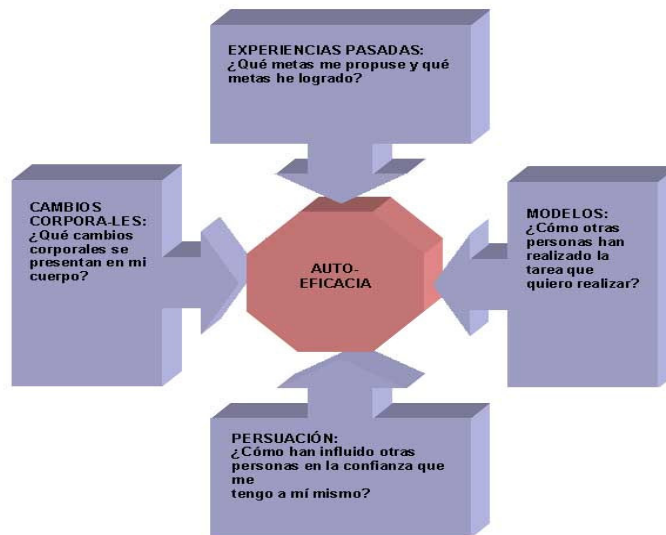 EXPERIENCIAS PASADAS:
¿Qué metas me propuse y qué
metas he logrado?
CAMBIOS
CORPORA-LES:
¿Qué cambios
corporales se
presentan en mi
cuerpo?
AUTO-
EFICACIA
MODELOS:
¿Cómo otras
personas han
realizado la
tarea que
quiero realizar?
PERSUACIÓN:
¿Cómo han influido otras
personas en la confianza que
me
tengo a mí mismo?